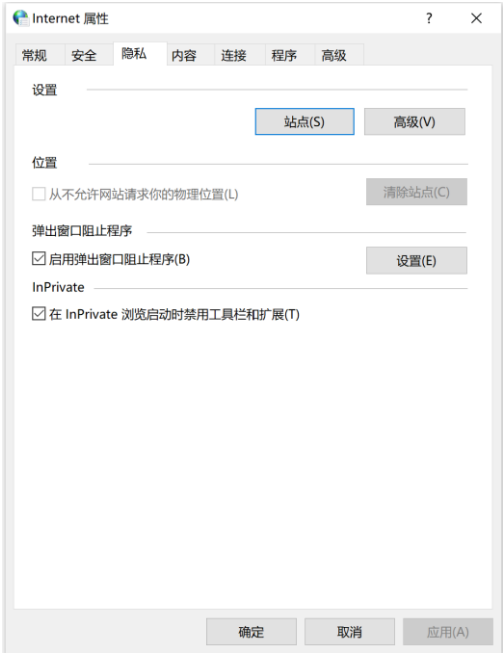 Internet 属性 ? ×
常规 安全 隐私 内容 连接 程序 高级
设置
站点(S) 高级(V)
位置
从不允许网站请求你的物理位置(L) 清除站点(C)
弹出窗口阻止程序
启用弹出窗口阻止程序(B) 设置(E)
InPrivate
在 InPrivate 浏览启动时禁用工具栏和扩展(T)
确定 取消 应用(A)